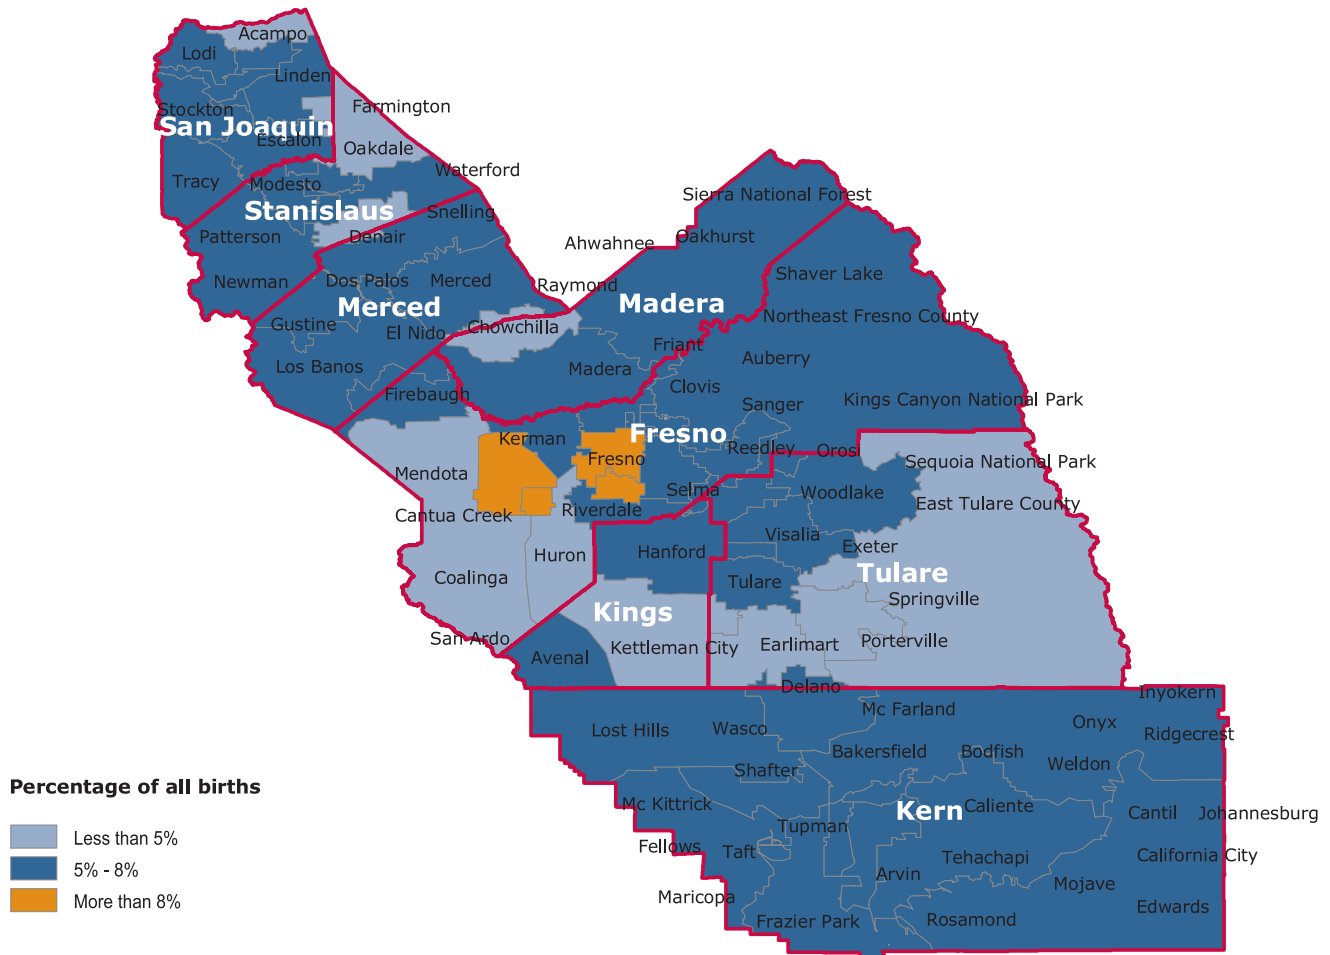 Acampo
Lodi
Linden
Farmington
Stockton
San Joaquin
Escalon
Oakdale
Waterford
Tracy
Modesto
Sierra National Forest
Stanislaus
Snelling
Patterson
Denair
Ahwahnee
Oakhurst
Shaver Lake
Newman
Dos Palos
Merced
Raymond
Madera
Merced
Northeast Fresno County
Gustine
El Nido
Chowchilla
Friant
Auberry
Los Banos
Madera
Clovis
Firebaugh
Sanger
Kings Canyon National Park
Kerman
Fresno
Reedley
Orosi
Mendota
Fresno
Sequoia National Park
Selma
Woodlake
East Tulare County
Cantua Creek
Riverdale
Visalia
Exeter
Huron
Hanford
Coalinga
Tulare
Tulare
Springville
Kings
San Ardo
Kettleman City
Earlimart
Porterville
Avenal
Delano
Inyokern
Mc Farland
Lost Hills
Wasco
Onyx
Ridgecrest
Bakersfield
Bodfish
Weldon
Shafter
Percentage of all births
Mc Kittrick
Kern
Caliente
Cantil
Johannesburg
Tupman
Less than 5%
Fellows
Taft
Tehachapi
California City
5% - 8%
Arvin
Mojave
More than 8%
Maricopa
Edwards
Frazier Park
Rosamond